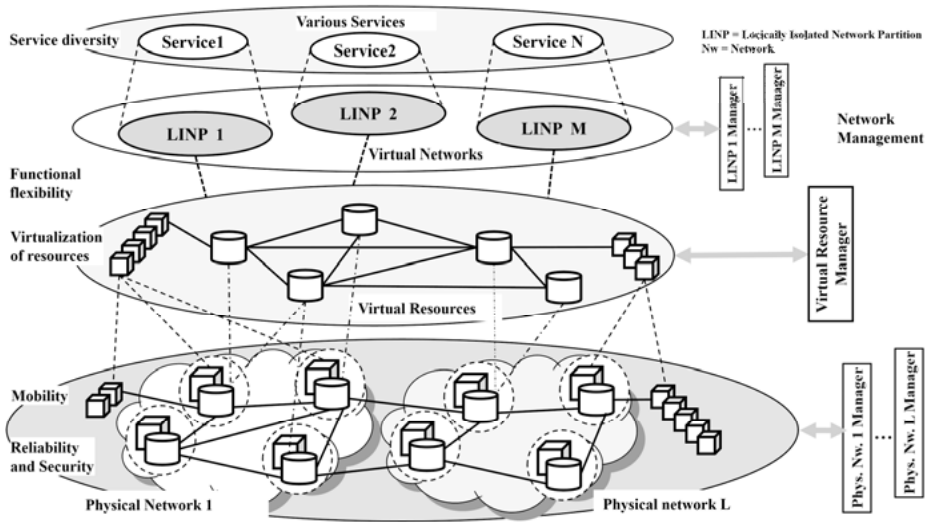 Various Services
Service diversity
Service1
Service2
Service N
LINP = Logically Isolated Network Partition
Nw = Network
LINP 1
LINP 2
LINP M
Virtual Networks
LINP 1 Manager
...
LINP M Manager
Network
Management
Functional
flexibility
Virtualization
of resources
Virtual Resources
Virtual Resource
Manager
Mobility
Reliability
and Security
Physical Network 1
Physical network L
Phys. Nw. 1 Manager
...
Phys. Nw. L Manager